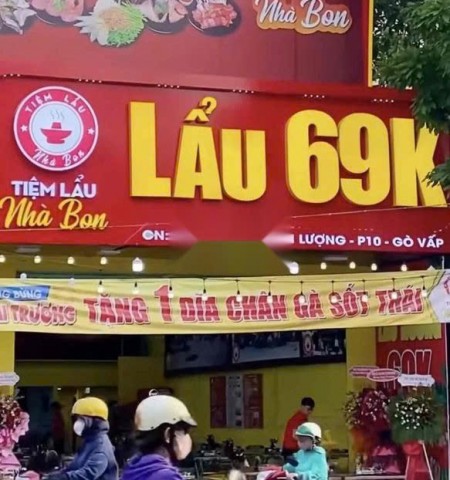 Nhà Bon
TIỆM LẨU
Nhà Bon
TIỆM LẨU
Nhà Bon
LẨU 69K
LƯỢNG - P10 - GÒ VẤP
TRƯƠNG TẶNG 1 DĨA CHÂN GÀ SỐT THÁI